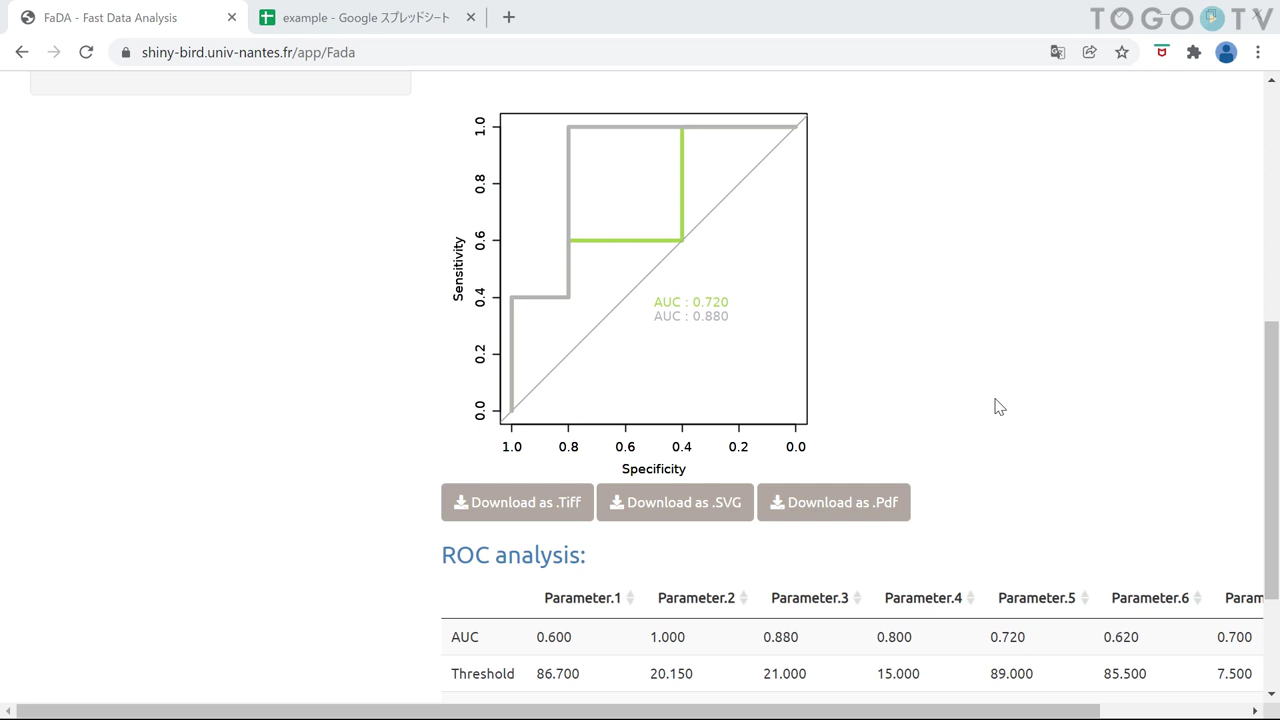 FaDA - Fast Data Analysis
example - Google スプレッドシート
TOGO TV
shiny-bird.univ-nantes.fr/app/Fada
1.0
0.8
0.6
0.4
0.2
0.0
Sensitivity
AUC : 0.720
AUC : 0.880
1.0 0.8 0.6 0.4 0.2 0.0
Specificity
Download as .Tiff Download as .SVG Download as .Pdf
ROC analysis:
Parameter.1 Parameter.2 Parameter.3 Parameter.4 Parameter.5 Parameter.6 Param
AUC 0.600 1.000 0.880 0.800 0.720 0.620 0.700
Threshold 86.700 20.150 21.000 15.000 89.000 85.500 7.500